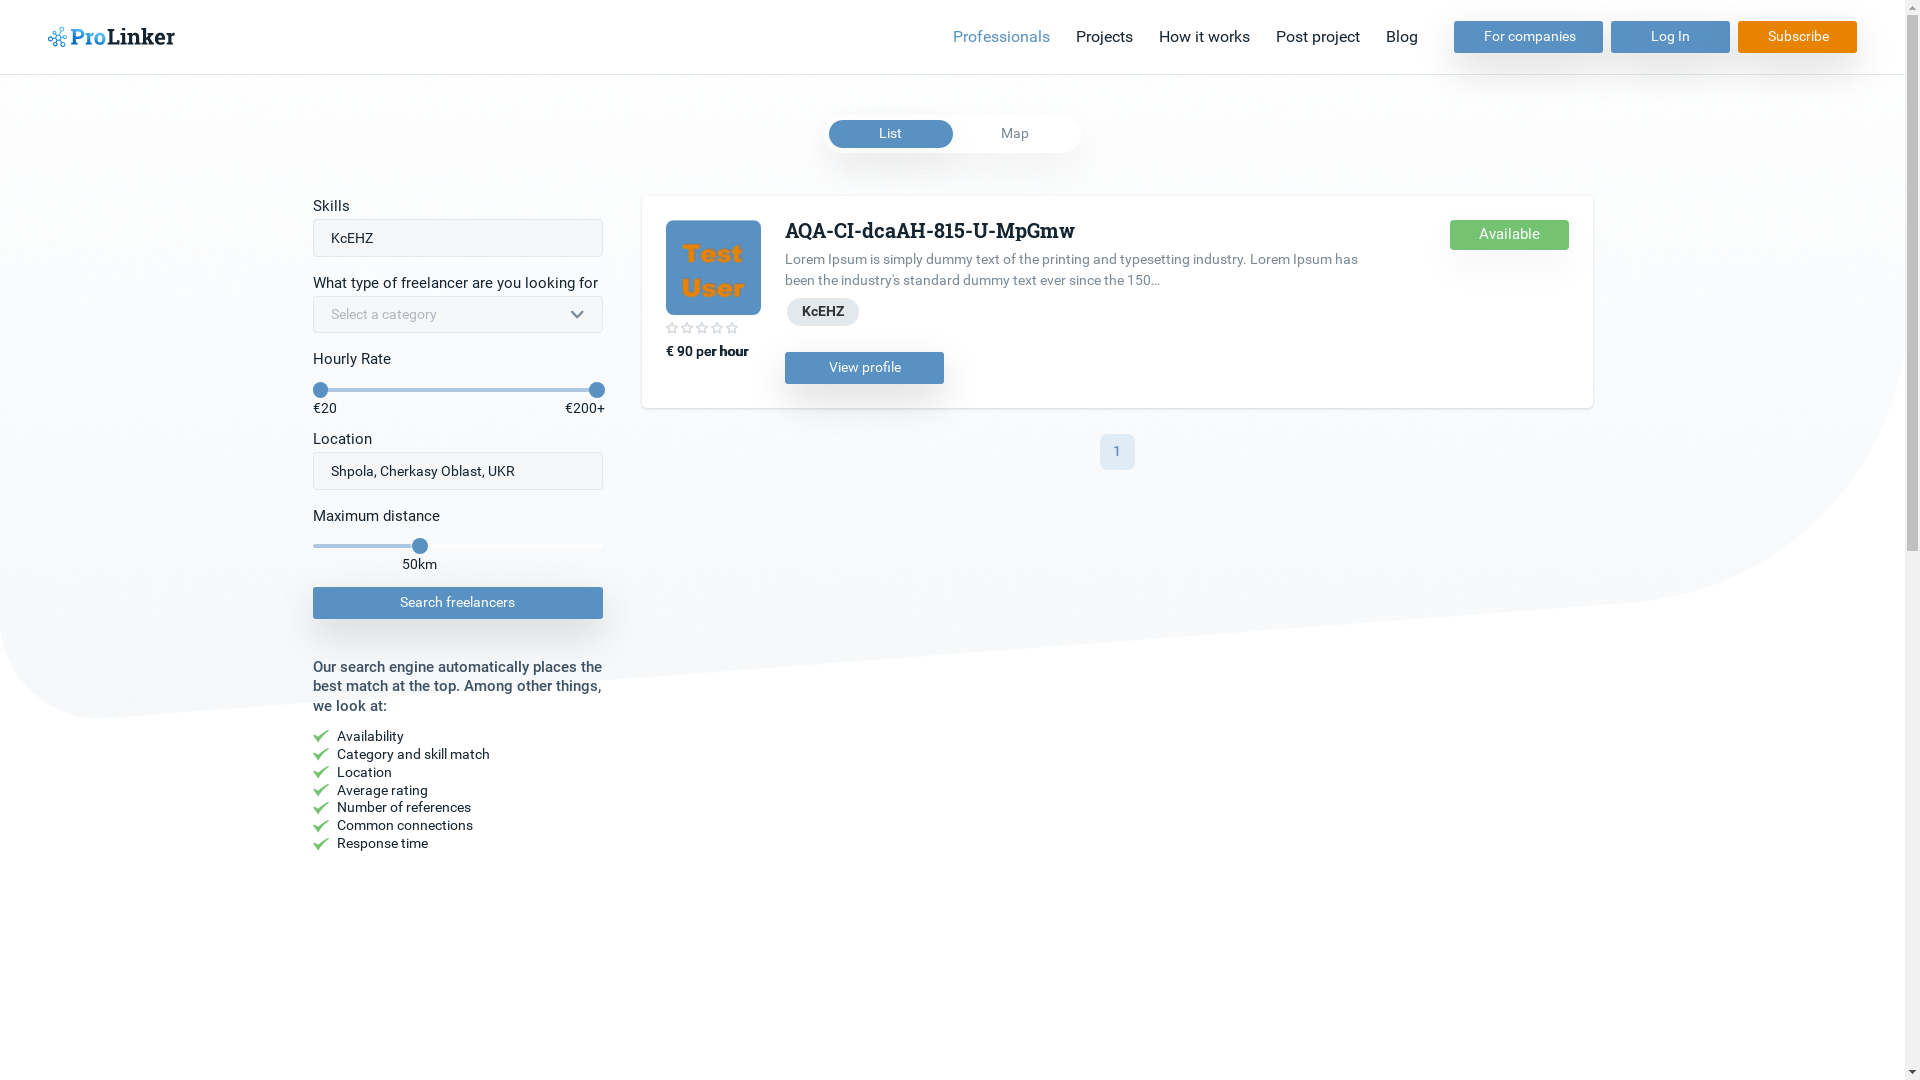 ProLinker
Professionals
Projects
How it works
Post project
Blog
For companies
Log In
Subscribe
List
Map
Skills
KcEHZ
What type of freelancer are you looking for
Select a category
Hourly Rate
€20
€200+
Location
Shpola, Cherkasy Oblast, UKR
Maximum distance
50km
Search freelancers
Our search engine automatically places the
best match at the top. Among other things,
we look at:
Availability
Category and skill match
Location
Average rating
Number of references
Common connections
Response time
Test
User
€ 90 per hour
AQA-CI-dcaAH-815-U-MpGmw
Lorem Ipsum is simply dummy text of the printing and typesetting industry. Lorem Ipsum has
been the industry's standard dummy text ever since the 150...
KcEHZ
View profile
Available
1